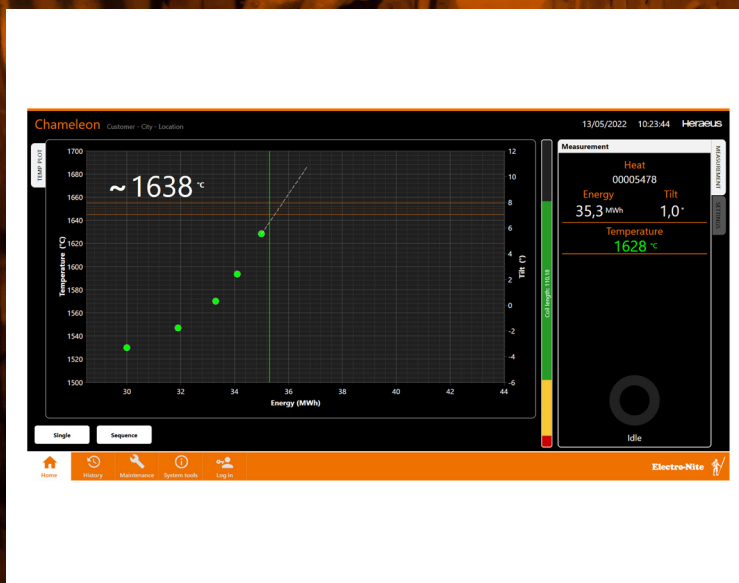 Chameleon Customer - City - Location
13/05/2022 10:23:44 Heraeus
TEMP PLOT
~1638 °C
Temperature (°C)
1700
1680
1660
1640
1620
1600
1580
1560
1540
1520
1500
30 32 34 36 38 40 42 44
Energy (MWh)
12
10
8
6
4
2
0
-2
-4
-6
Tilt (°)
Coil length: 110,18
Measurement
Heat
00005478
Energy Tilt
35,3 MWh 1,0 °
Temperature
1628 °C
Idle
MEASUREMENT
SETTINGS
Single Sequence
Home History Maintenance System tools Log in
Electro-Nite